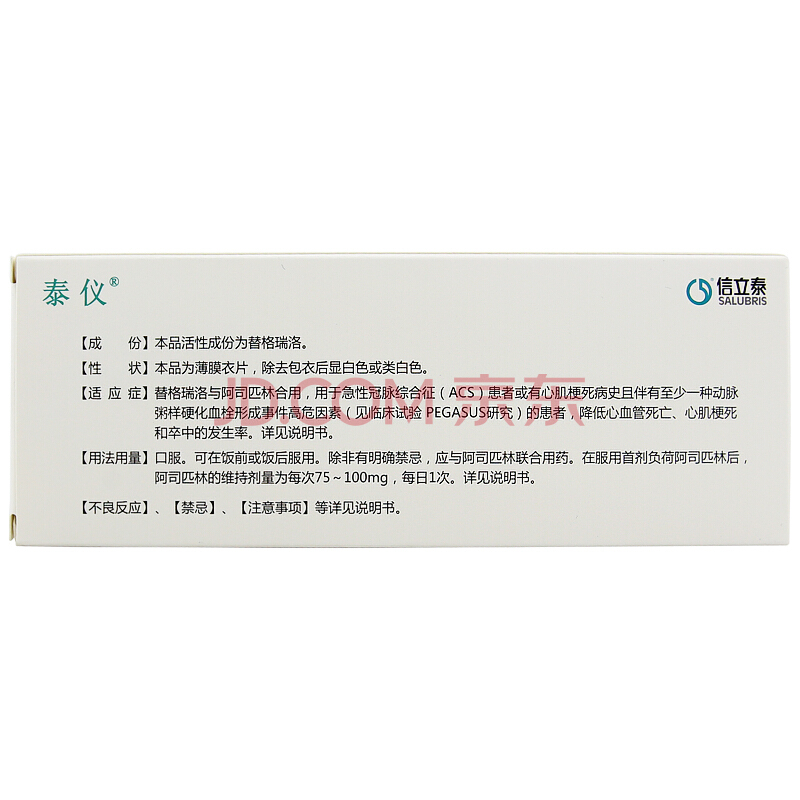 泰仪®
信立泰
SALUBRIS
【成　份】本品活性成份为替格瑞洛。
【性　状】本品为薄膜衣片，除去包衣后显白色或类白色。
【适 应 症】替格瑞洛与阿司匹林合用，用于急性冠脉综合征（ACS）患者或有心肌梗死病史且伴有至少一种动脉
粥样硬化血栓形成事件高危因素（见临床试验 PEGASUS研究）的患者，降低心血管死亡、心肌梗死
和卒中的发生率。详见说明书。
【用法用量】口服。可在饭前或饭后服用。除非有明确禁忌，应与阿司匹林联合用药。在服用首剂负荷阿司匹林后，
阿司匹林的维持剂量为每次75～100mg，每日1次。详见说明书。
【不良反应】、【禁忌】、【注意事项】等详见说明书。
JD.COM 京东